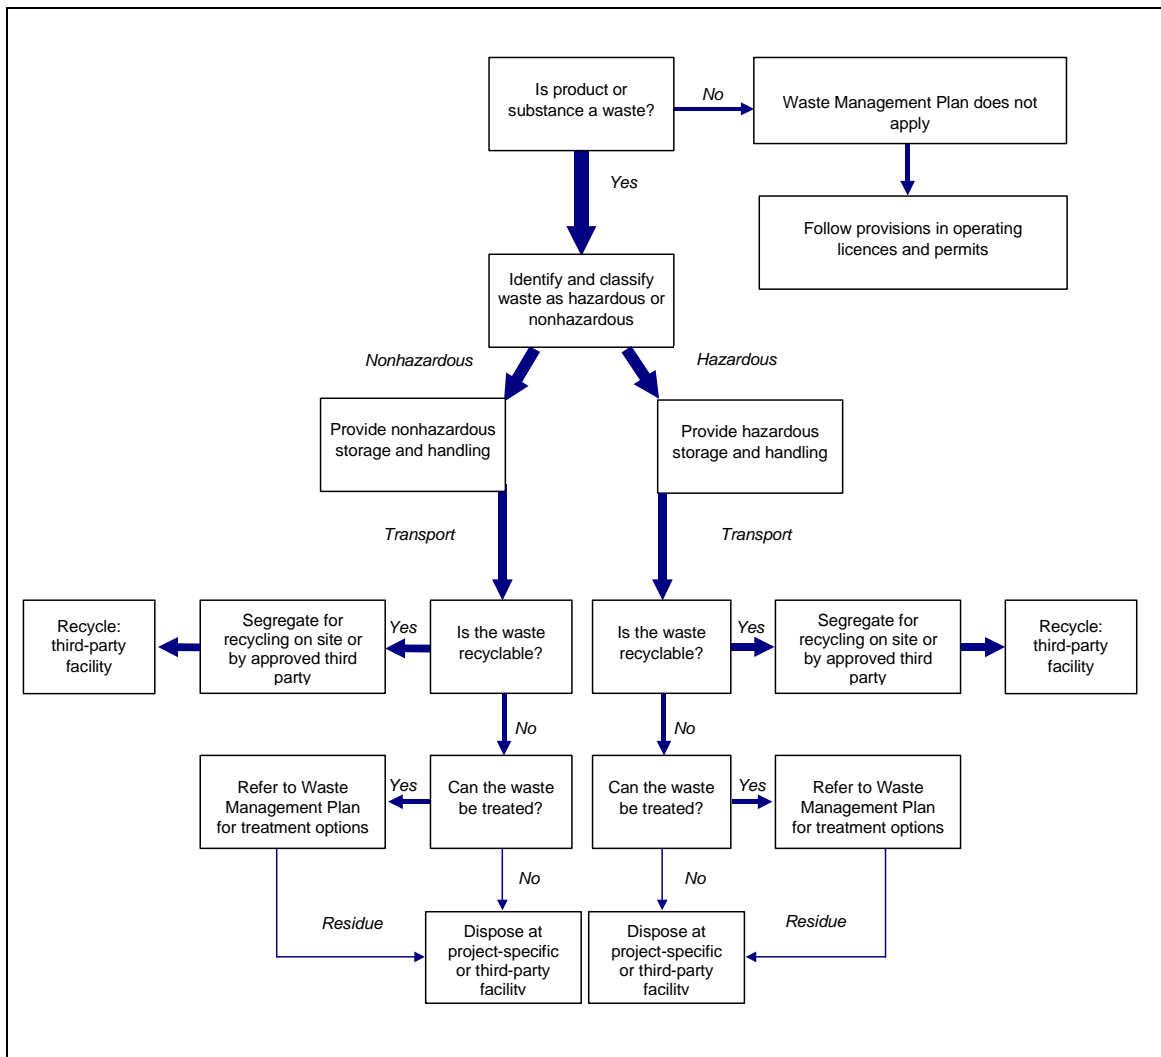 Is product or
substance a waste?
No
Waste Management Plan does not
apply
Yes
Follow provisions in operating
licences and permits
Identify and classify
waste as hazardous or
nonhazardous
Nonhazardous
Hazardous
Provide nonhazardous
storage and handling
Provide hazardous
storage and handling
Transport
Transport
Recycle:
third-party
facility
Segregate for
recycling on site or
by approved third
party
Yes
Is the waste
recyclable?
Is the waste
recyclable?
Yes
Segregate for
recycling on site or
by approved third
party
Recycle:
third-party
facility
No
No
Refer to Waste
Management Plan
for treatment options
Yes
Can the waste
be treated?
Can the waste
be treated?
Yes
Refer to Waste
Management Plan
for treatment options
No
No
Residue
Residue
Dispose at
project-specific
or third-party
facility
Dispose at
project-specific
or third-party
facility